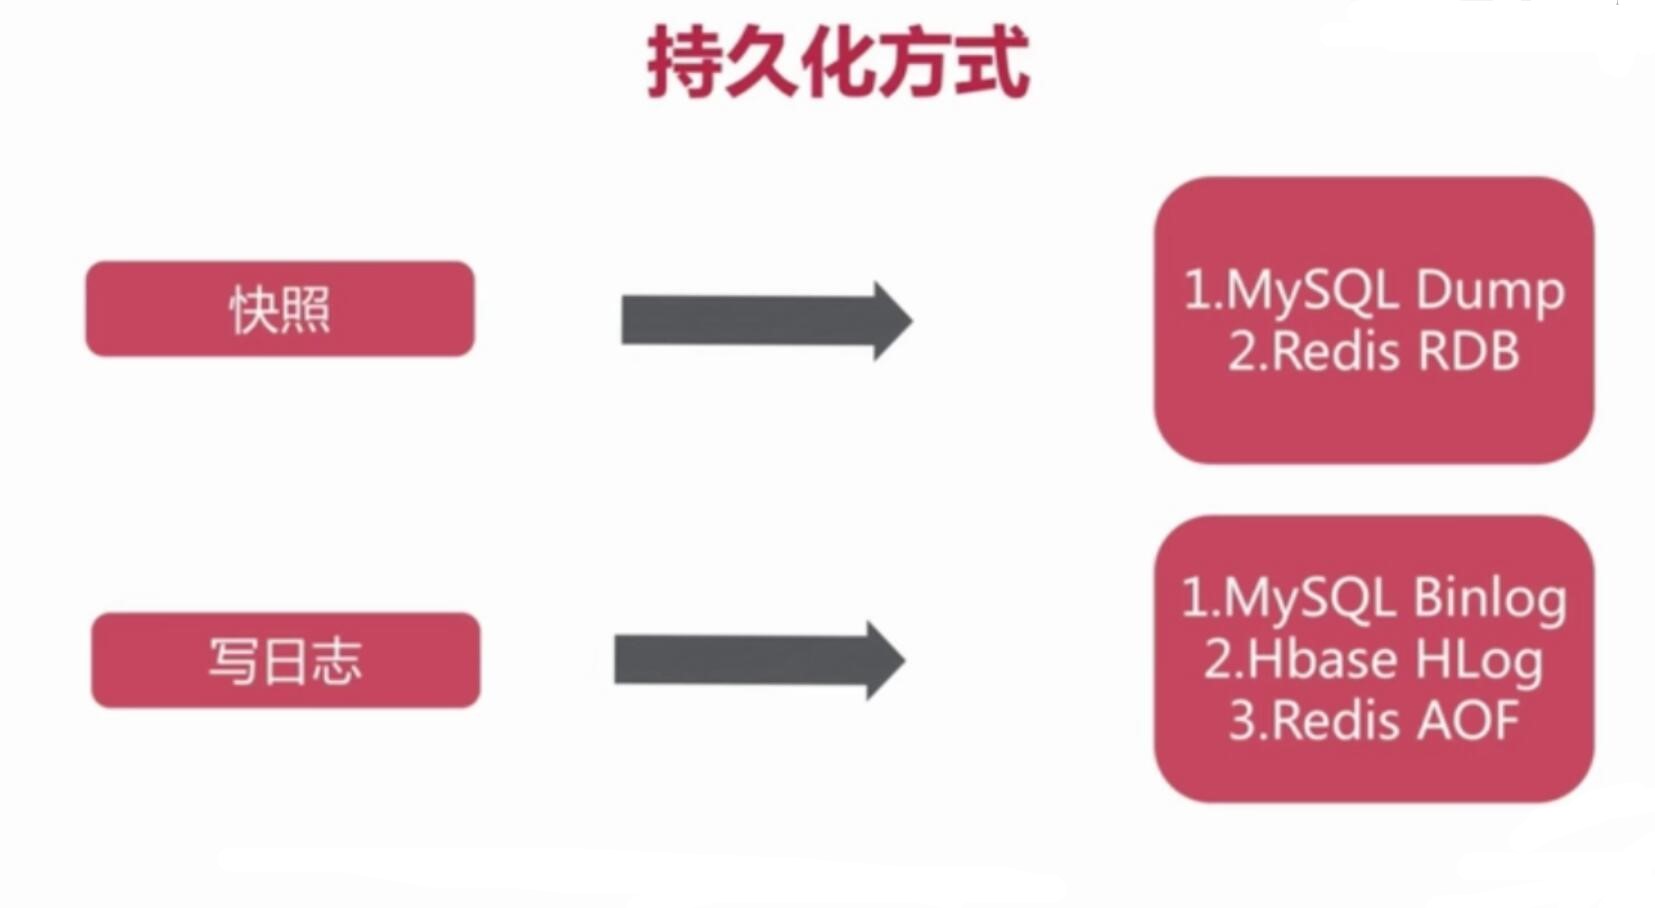 持久化方式
快照
1.MySQL Dump
2.Redis RDB
写日志
1.MySQL Binlog
2.Hbase HLog
3.Redis AOF